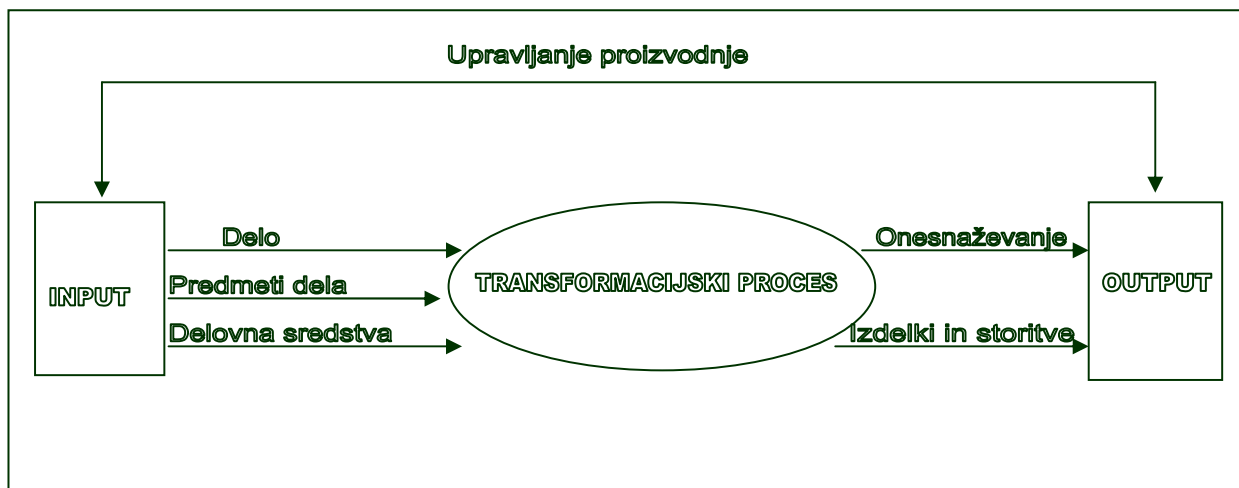 Upravljanje proizvodnje
INPUT
Delo
Predmeti dela
Delovna sredstva
TRANSFORMACIJSKI PROCES
Onesnaževanje
Izdelki in storitve
OUTPUT